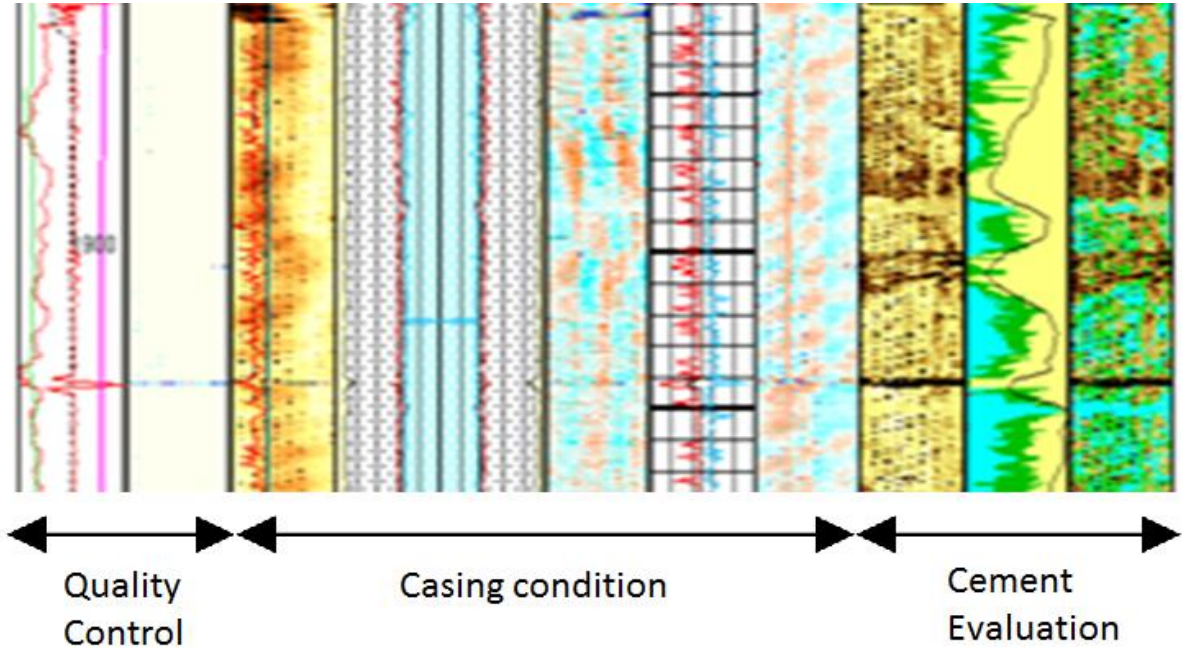 Quality
Control
Casing condition
Cement
Evaluation